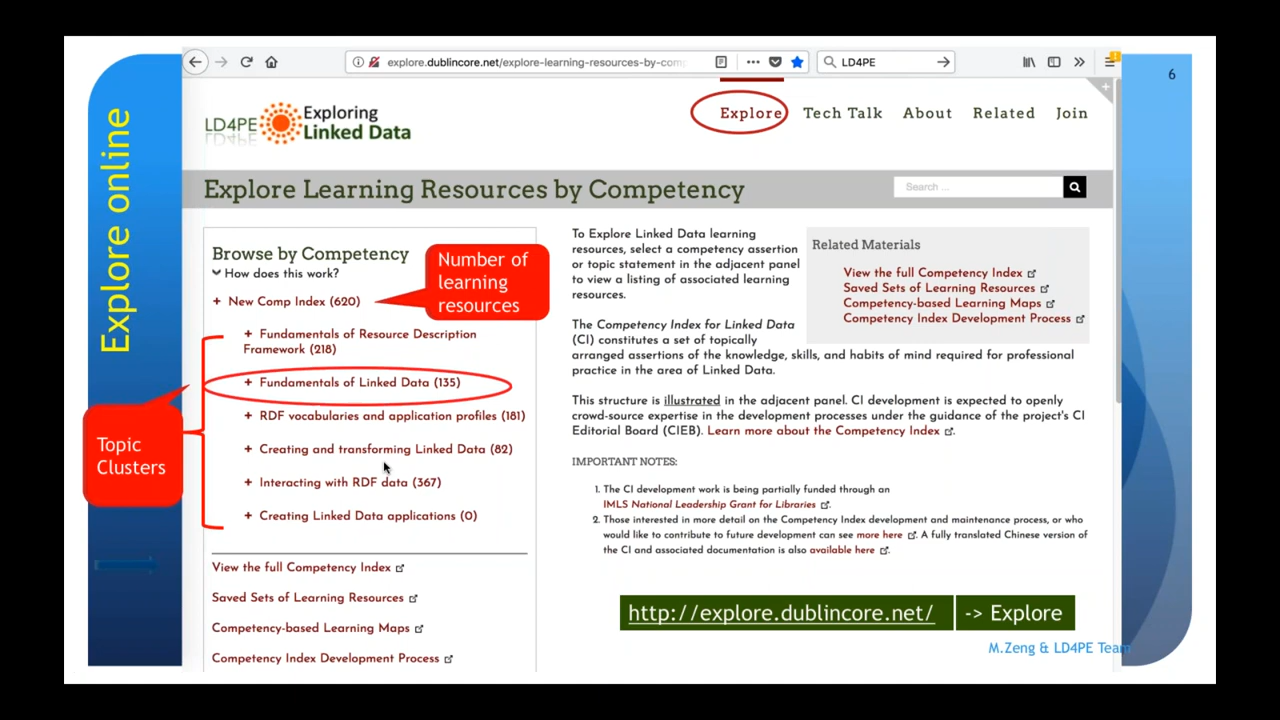 Explore online
6
explore.dublincore.net/explore-learning-resources-by-com
LD4PE
LD4PE
Exploring
Linked Data
Explore Tech Talk About Related Join
Explore Learning Resources by Competency
Search ...
Browse by Competency
How does this work?
+ New Comp Index (620)
Number of
learning
resources
+ Fundamentals of Resource Description
Framework (218)
+ Fundamentals of Linked Data (135)
+ RDF vocabularies and application profiles (181)
+ Creating and transforming Linked Data (82)
+ Interacting with RDF data (367)
+ Creating Linked Data applications (0)
Topic
Clusters
View the full Competency Index
Saved Sets of Learning Resources
Competency-based Learning Maps
Competency Index Development Process
To Explore Linked Data learning
resources, select a competency assertion
or topic statement in the adjacent panel
to view a listing of associated learning
resources.
Related Materials
View the full Competency Index
Saved Sets of Learning Resources
Competency-based Learning Maps
Competency Index Development Process
The Competency Index for Linked Data
(CI) constitutes a set of topically
arranged assertions of the knowledge, skills, and habits of mind required for professional
practice in the area of Linked Data.
This structure is illustrated in the adjacent panel. CI development is expected to openly
crowd-source expertise in the development processes under the guidance of the project's CI
Editorial Board (CIEB). Learn more about the Competency Index .
IMPORTANT NOTES:
1. The CI development work is being partially funded through an
IMLS National Leadership Grant for Libraries .
2. Those interested in more detail on the Competency Index development and maintenance process, or who
would like to contribute to future development can see more here . A fully translated Chinese version of
the CI and associated documentation is also available here .
http://explore.dublincore.net/ -> Explore
M.Zeng & LD4PE Team